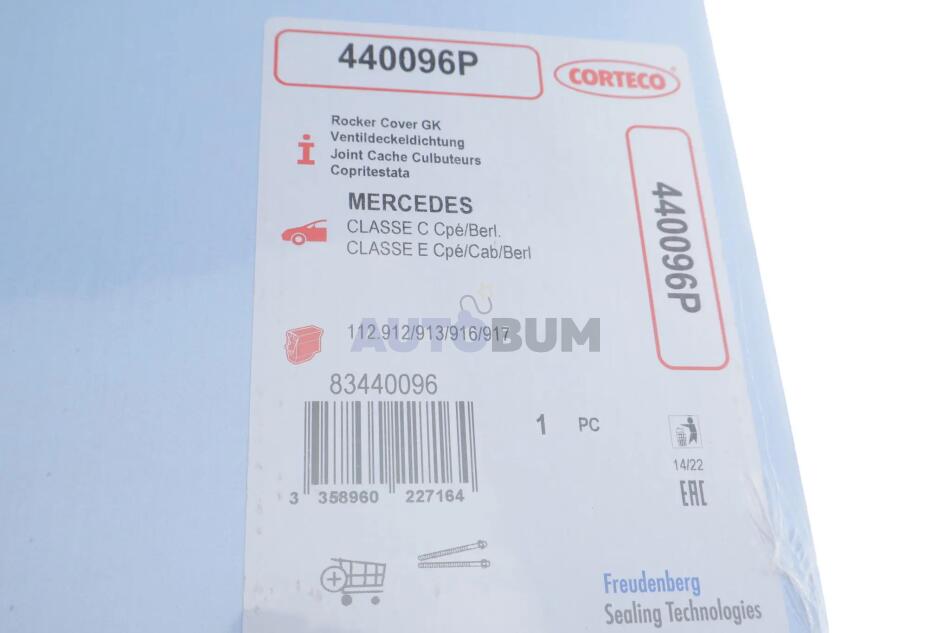 440096P
CORTECO
Rocker Cover GK
Ventildeckeldichtung
Joint Cache Culbuteurs
Copritestata
MERCEDES
CLASSE C Cpé/Berl.
CLASSE E Cpé/Cab/Berl
440096P
112.912/913/916/917
AUTOBUM
83440096
3 358960 227164
1 PC
14/22
EAC
Freudenberg
Sealing Technologies